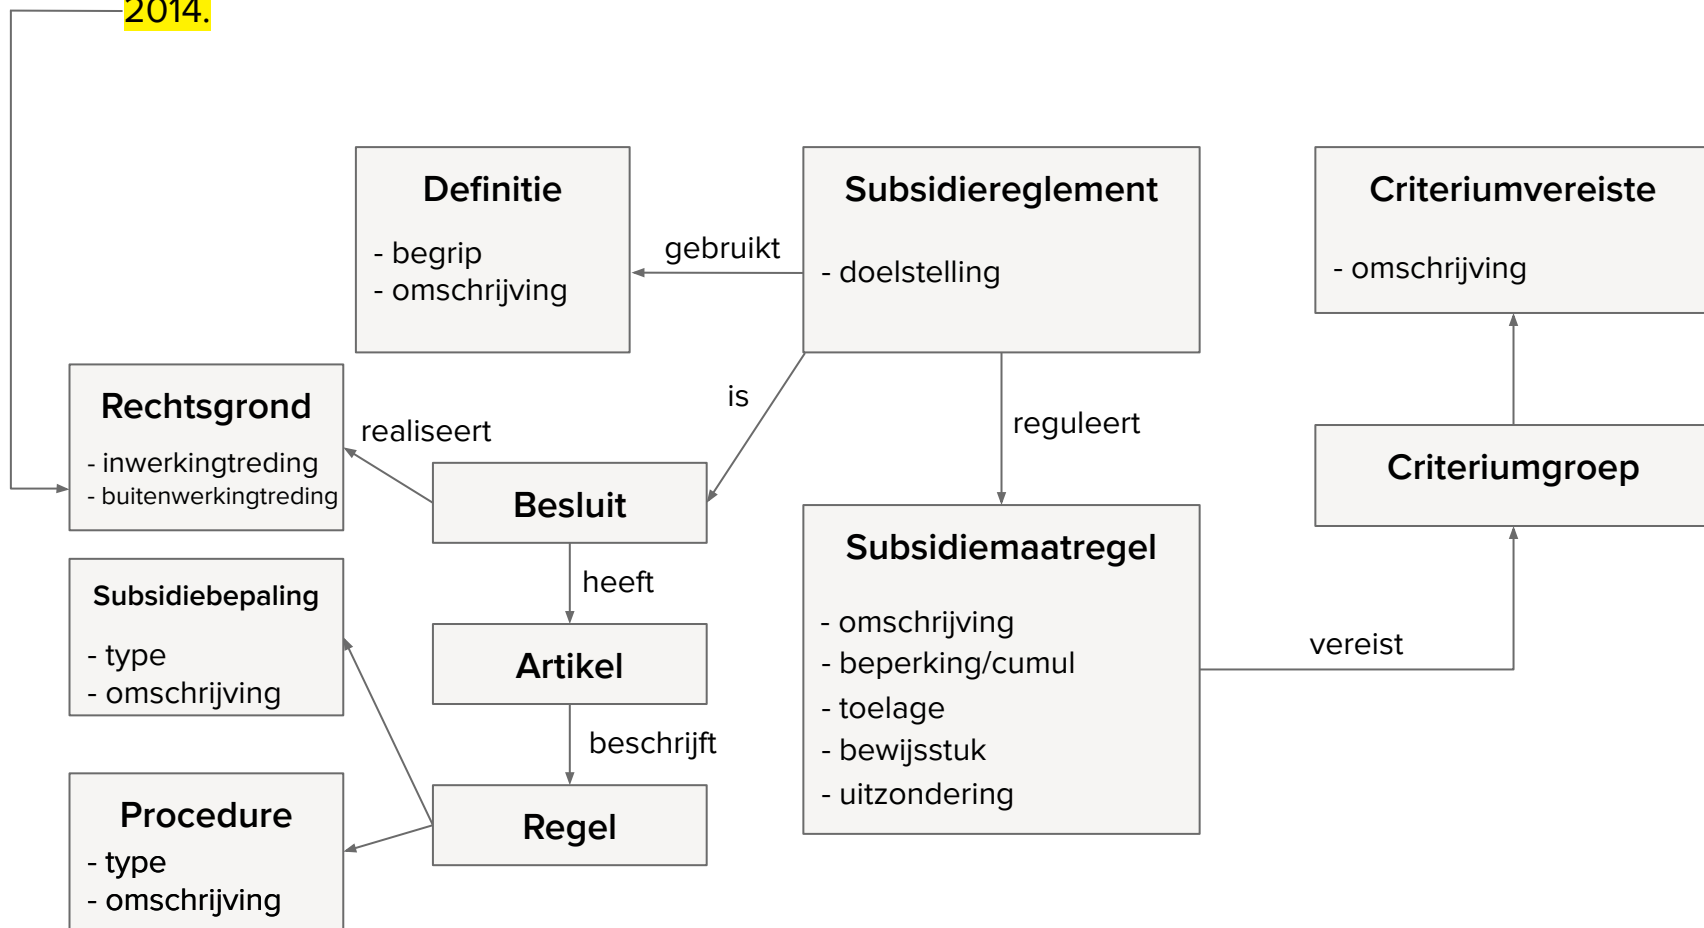 2014.
Definitie
- begrip
- omschrijving
gebruikt
Subsidiereglement
- doelstelling
Criteriumvereiste
- omschrijving
Rechtsgrond
- inwerkingtreding
- buitenwerkingtreding
realiseert
is
reguleert
Besluit
Criteriumgroep
heeft
Subsidiebepaling
- type
- omschrijving
Artikel
beschrijft
Subsidiemaatregel
- omschrijving
- beperking/cumul
- toelage
- bewijsstuk
- uitzondering
vereist
Procedure
- type
- omschrijving
Regel